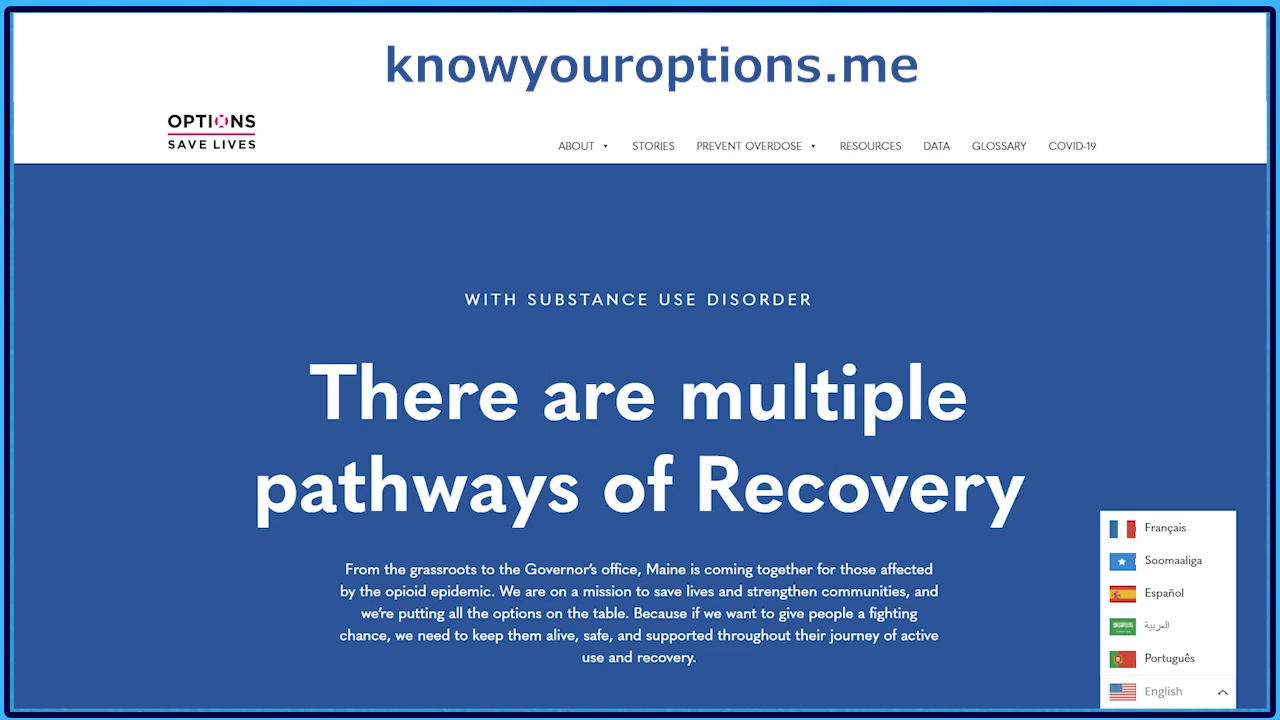 knowyouroptions.me
OPTIONS
SAVE LIVES
ABOUT STORIES PREVENT OVERDOSE RESOURCES DATA GLOSSARY COVID-19
WITH SUBSTANCE USE DISORDER
There are multiple
pathways of Recovery
From the grassroots to the Governor's office, Maine is coming together for those affected
by the opioid epidemic. We are on a mission to save lives and strengthen communities, and
we're putting all the options on the table. Because if we want to give people a fighting
chance, we need to keep them alive, safe, and supported throughout their journey of active
use and recovery.
Français
Soomaaliga
Español
العربية
Português
English